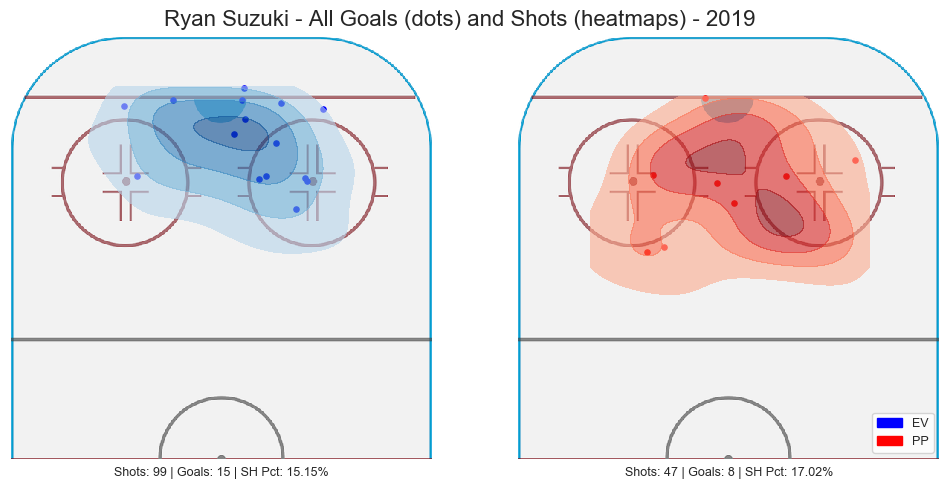 Ryan Suzuki - All Goals (dots) and Shots (heatmaps) - 2019
EV
PP
Shots: 99 | Goals: 15 | SH Pct: 15.15%
Shots: 47 | Goals: 8 | SH Pct: 17.02%